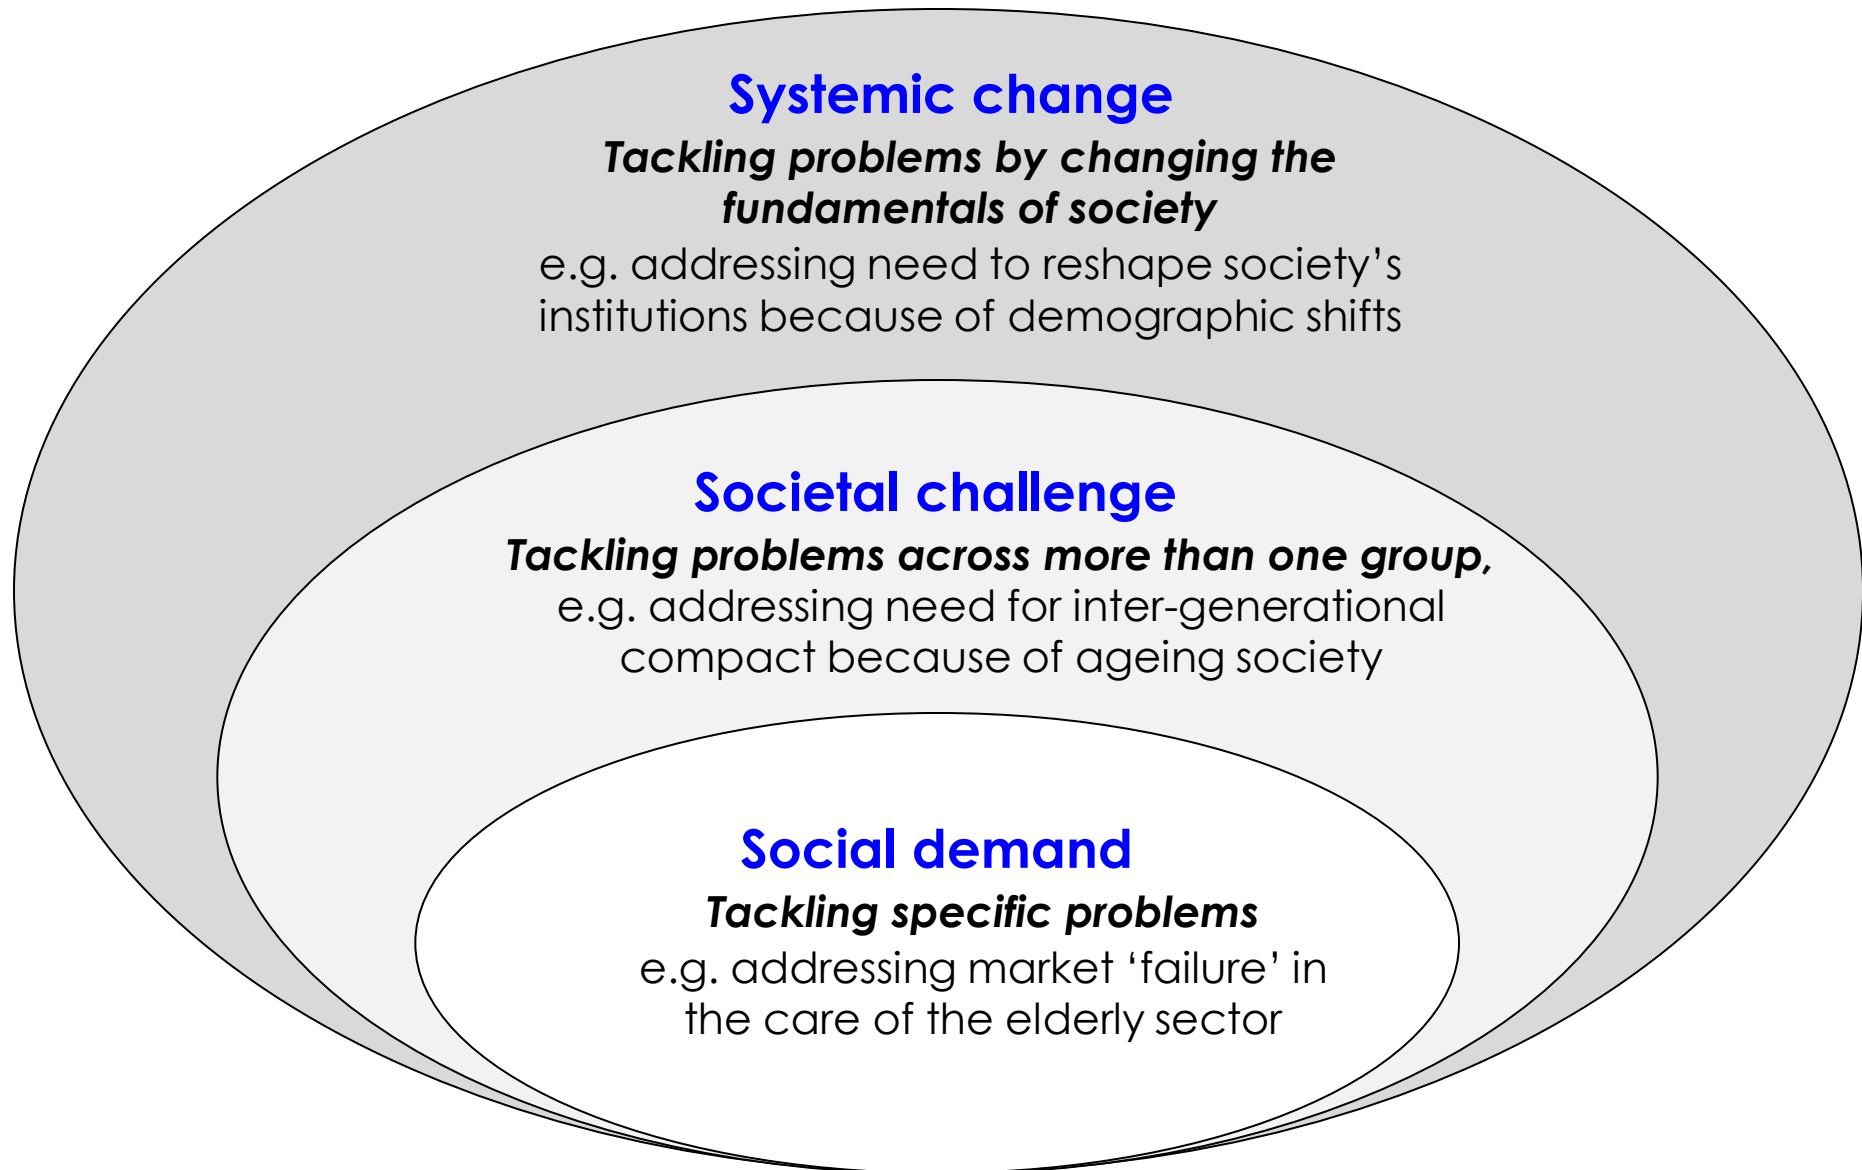 Systemic change
Tackling problems by changing the
fundamentals of society
e.g. addressing need to reshape society’s
institutions because of demographic shifts
Societal challenge
Tackling problems across more than one group,
e.g. addressing need for inter-generational
compact because of ageing society
Social demand
Tackling specific problems
e.g. addressing market ‘failure’ in
the care of the elderly sector